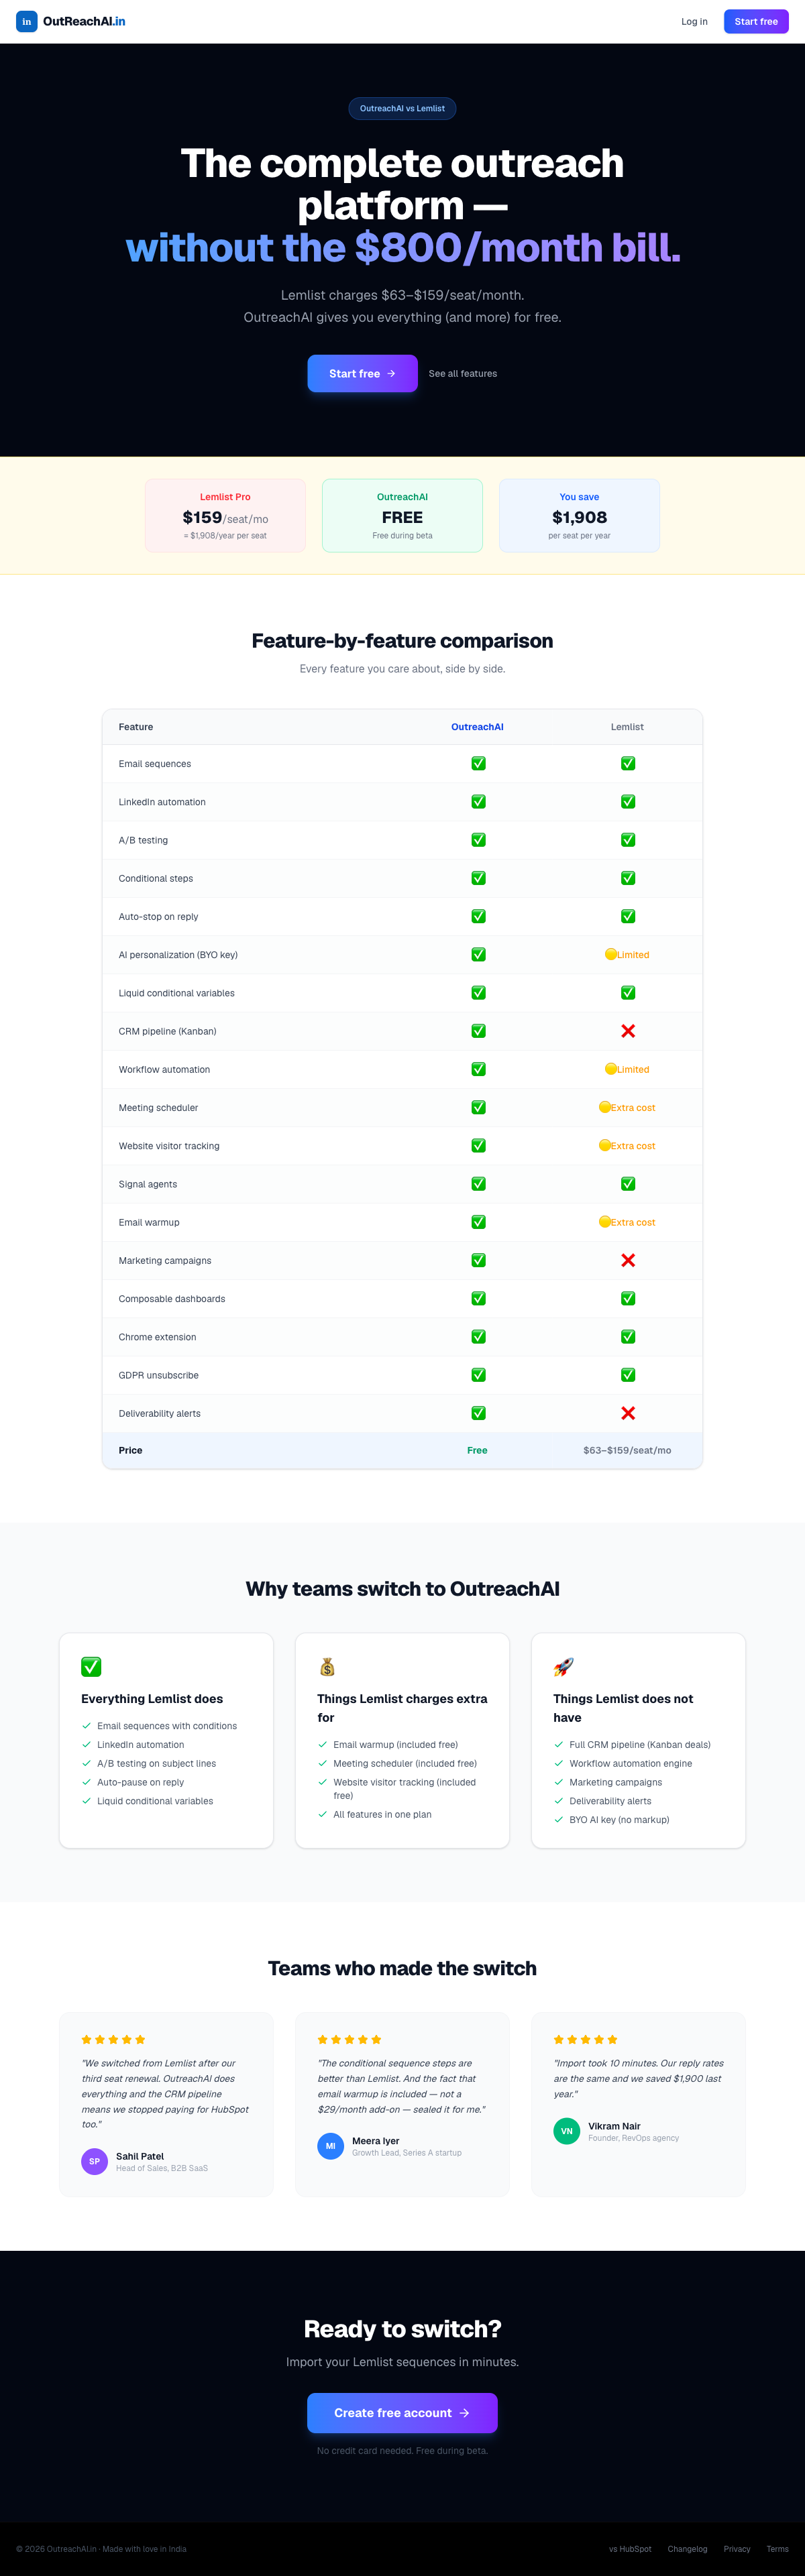 in OutReachAI.in
Log in
Start free
OutreachAI vs Lemlist
The complete outreach
platform —
without the $800/month bill.
Lemlist charges $63–$159/seat/month.
OutreachAI gives you everything (and more) for free.
Start free →
See all features
Lemlist Pro
$159/seat/mo
= $1,908/year per seat
OutreachAI
FREE
Free during beta
You save
$1,908
per seat per year
Feature-by-feature comparison
Every feature you care about, side by side.
Feature OutreachAI Lemlist
Email sequences ✅ ✅
LinkedIn automation ✅ ✅
A/B testing ✅ ✅
Conditional steps ✅ ✅
Auto-stop on reply ✅ ✅
AI personalization (BYO key) ✅ 🟡Limited
Liquid conditional variables ✅ ✅
CRM pipeline (Kanban) ✅ ❌
Workflow automation ✅ 🟡Limited
Meeting scheduler ✅ 🟡Extra cost
Website visitor tracking ✅ 🟡Extra cost
Signal agents ✅ ✅
Email warmup ✅ 🟡Extra cost
Marketing campaigns ✅ ❌
Composable dashboards ✅ ✅
Chrome extension ✅ ✅
GDPR unsubscribe ✅ ✅
Deliverability alerts ✅ ❌
Price Free $63–$159/seat/mo
Why teams switch to OutreachAI
Everything Lemlist does
Email sequences with conditions
LinkedIn automation
A/B testing on subject lines
Auto-pause on reply
Liquid conditional variables
Things Lemlist charges extra
for
Email warmup (included free)
Meeting scheduler (included free)
Website visitor tracking (included
free)
All features in one plan
Things Lemlist does not
have
Full CRM pipeline (Kanban deals)
Workflow automation engine
Marketing campaigns
Deliverability alerts
BYO AI key (no markup)
Teams who made the switch
"We switched from Lemlist after our
third seat renewal. OutreachAI does
everything and the CRM pipeline
means we stopped paying for HubSpot
too."
SP
Sahil Patel
Head of Sales, B2B SaaS
"The conditional sequence steps are
better than Lemlist. And the fact that
email warmup is included — not a
$29/month add-on — sealed it for me."
MI
Meera Iyer
Growth Lead, Series A startup
"Import took 10 minutes. Our reply rates
are the same and we saved $1,900 last
year."
VN
Vikram Nair
Founder, RevOps agency
Ready to switch?
Import your Lemlist sequences in minutes.
Create free account →
No credit card needed. Free during beta.
© 2026 OutreachAI.in · Made with love in India
vs HubSpot Changelog Privacy Terms